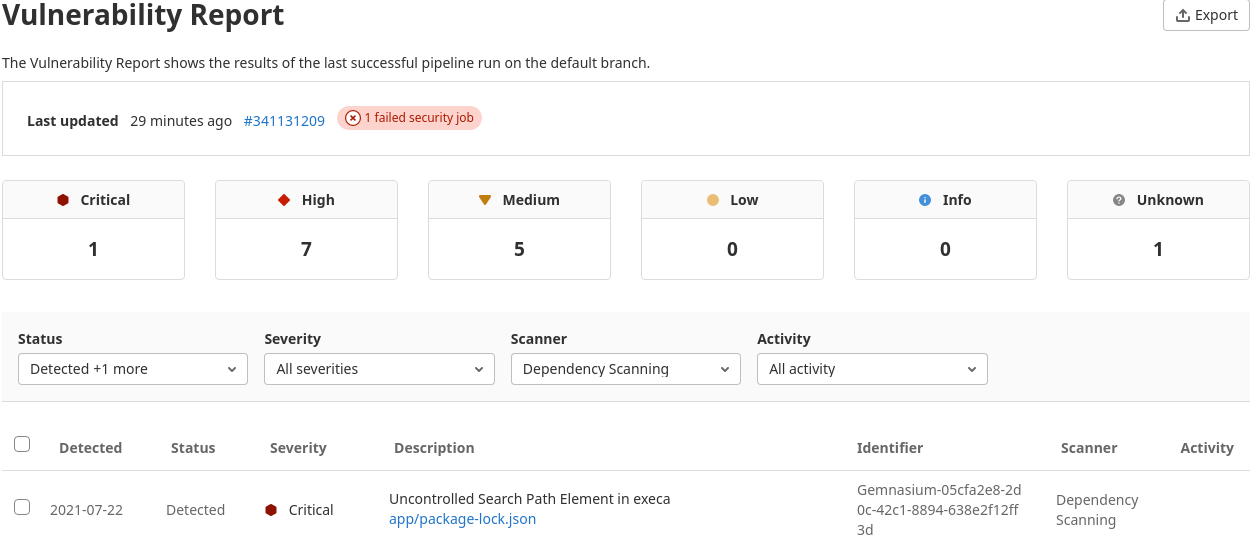 Vulnerability Report
Export
The Vulnerability Report shows the results of the last successful pipeline run on the default branch.
Last updated 29 minutes ago #341131209 1 failed security job
Critical High Medium Low Info Unknown
1 7 5 0 0 1
Status Severity Scanner Activity
Detected +1 more All severities Dependency Scanning All activity
Detected Status Severity Description Identifier Scanner Activity
2021-07-22 Detected Critical
Uncontrolled Search Path Element in execa
app/package-lock.json
Gemnasium-05cfa2e8-2d
0c-42c1-8894-638e2f12ff
3d
Dependency
Scanning